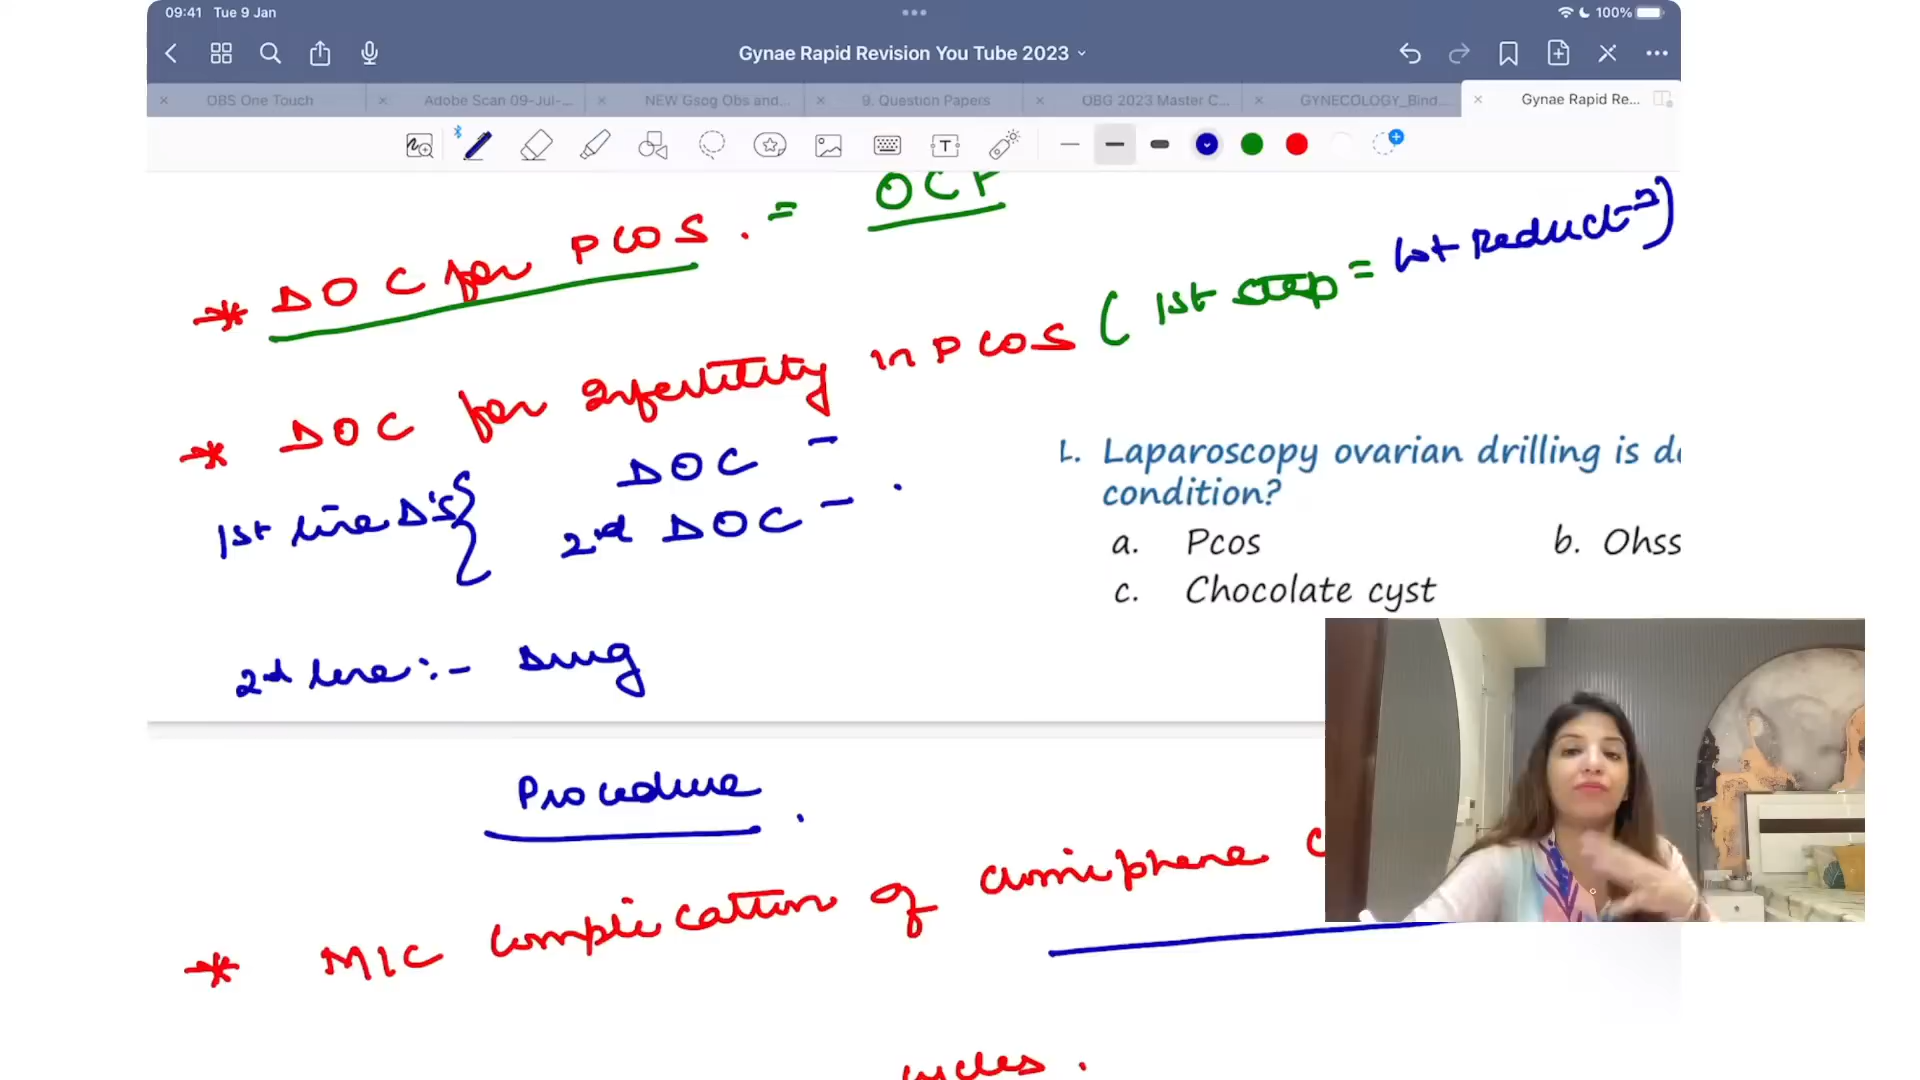 09:41 Tue 9 Jan
100%
Gynae Rapid Revision You Tube 2023
OBS One Touch
Adobe Scan 09-Jul-...
NEW Gsog Obs and...
9. Question Papers
OBG 2023 Master C...
GYNECOLOGY_Bind...
Gynae Rapid Re...
= OCP
* DOC for PCOS.
* DOC for Infertility in PCOS (1st step = wt Reduct->)
1st line D's { DOC -
2nd DOC - .
2nd line :- Drug
Procedure.
1. Laparoscopy ovarian drilling is d
condition?
a. Pcos b. Ohss
c. Chocolate cyst
* MIC complication of clomiphene C
cycles.